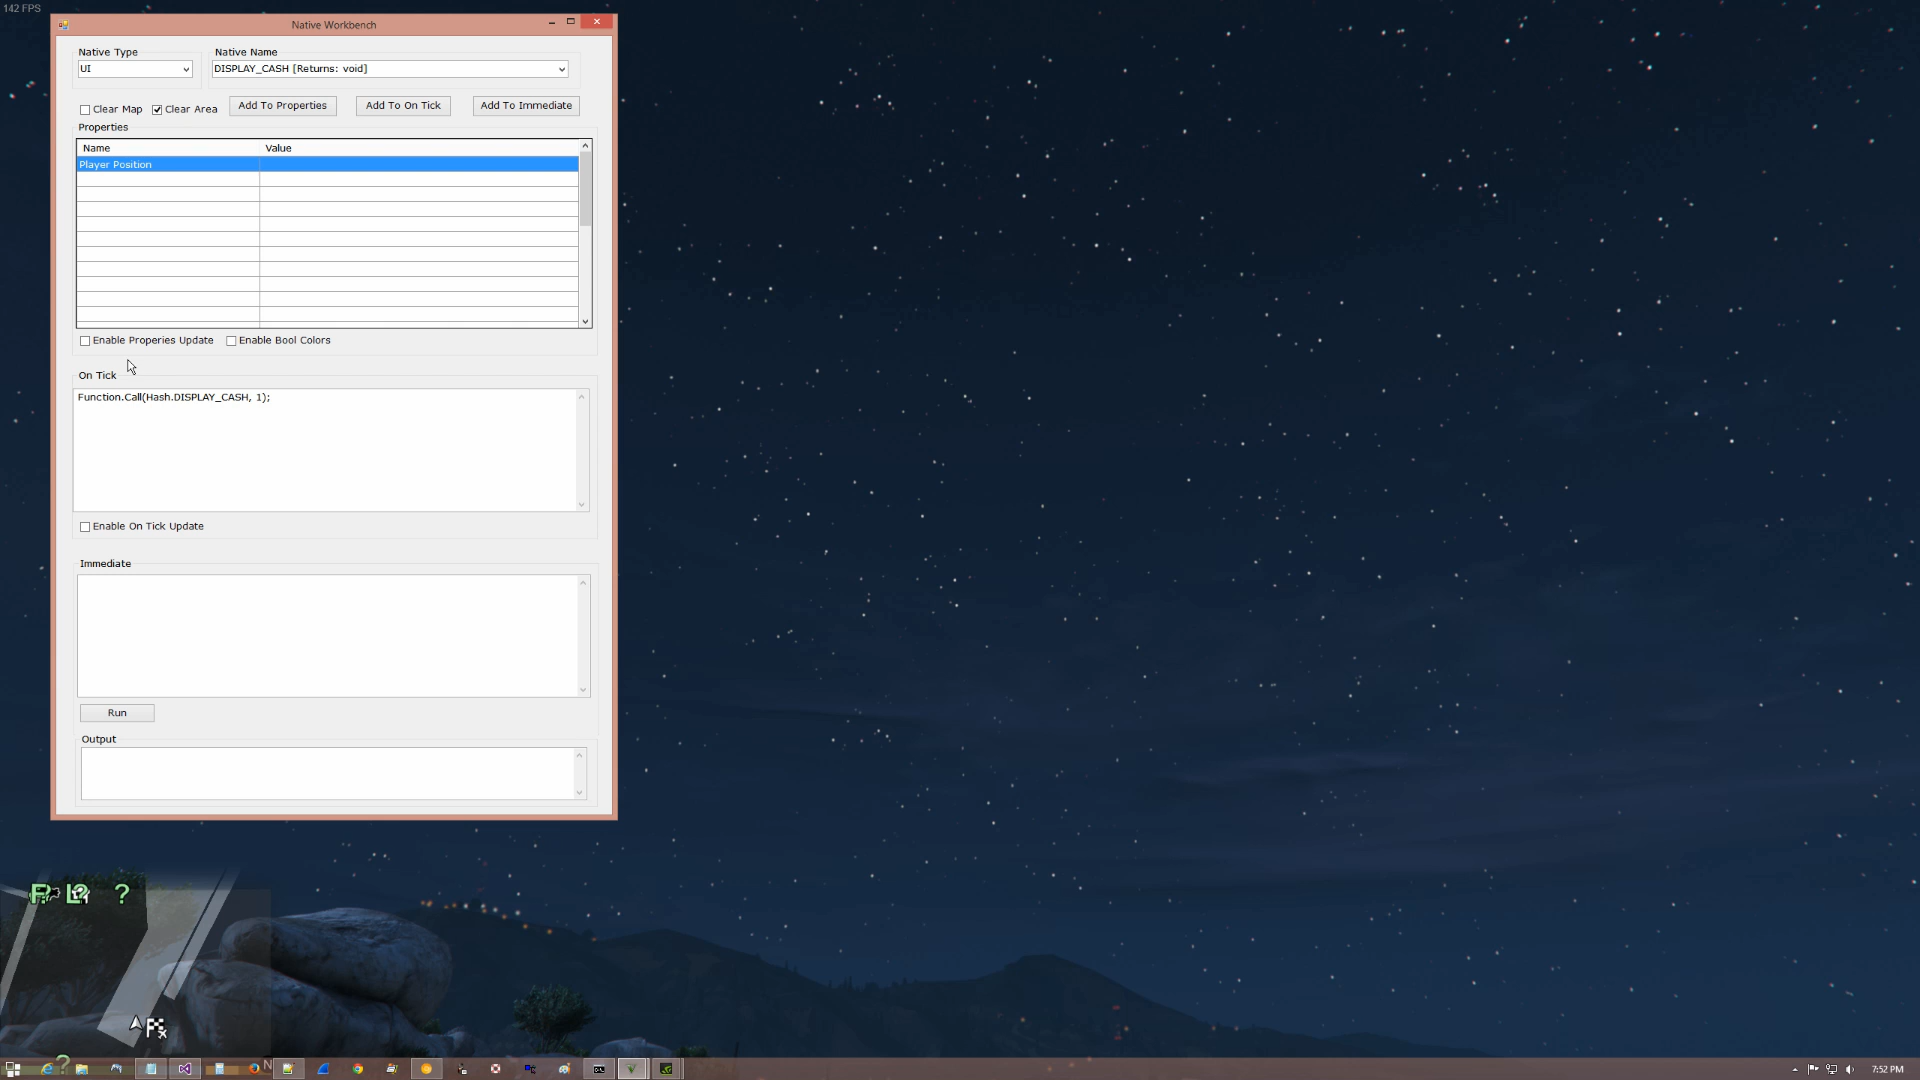 142 FPS
Native Workbench
Native Type
Native Name
UI
DISPLAY_CASH [Returns: void]
Clear Map
Clear Area
Add To Properties
Add To On Tick
Add To Immediate
Properties
Name
Value
Player Position
Enable Properies Update
Enable Bool Colors
On Tick
Function.Call(Hash.DISPLAY_CASH, 1);
Enable On Tick Update
Immediate
Run
Output
?
N
7:52 PM